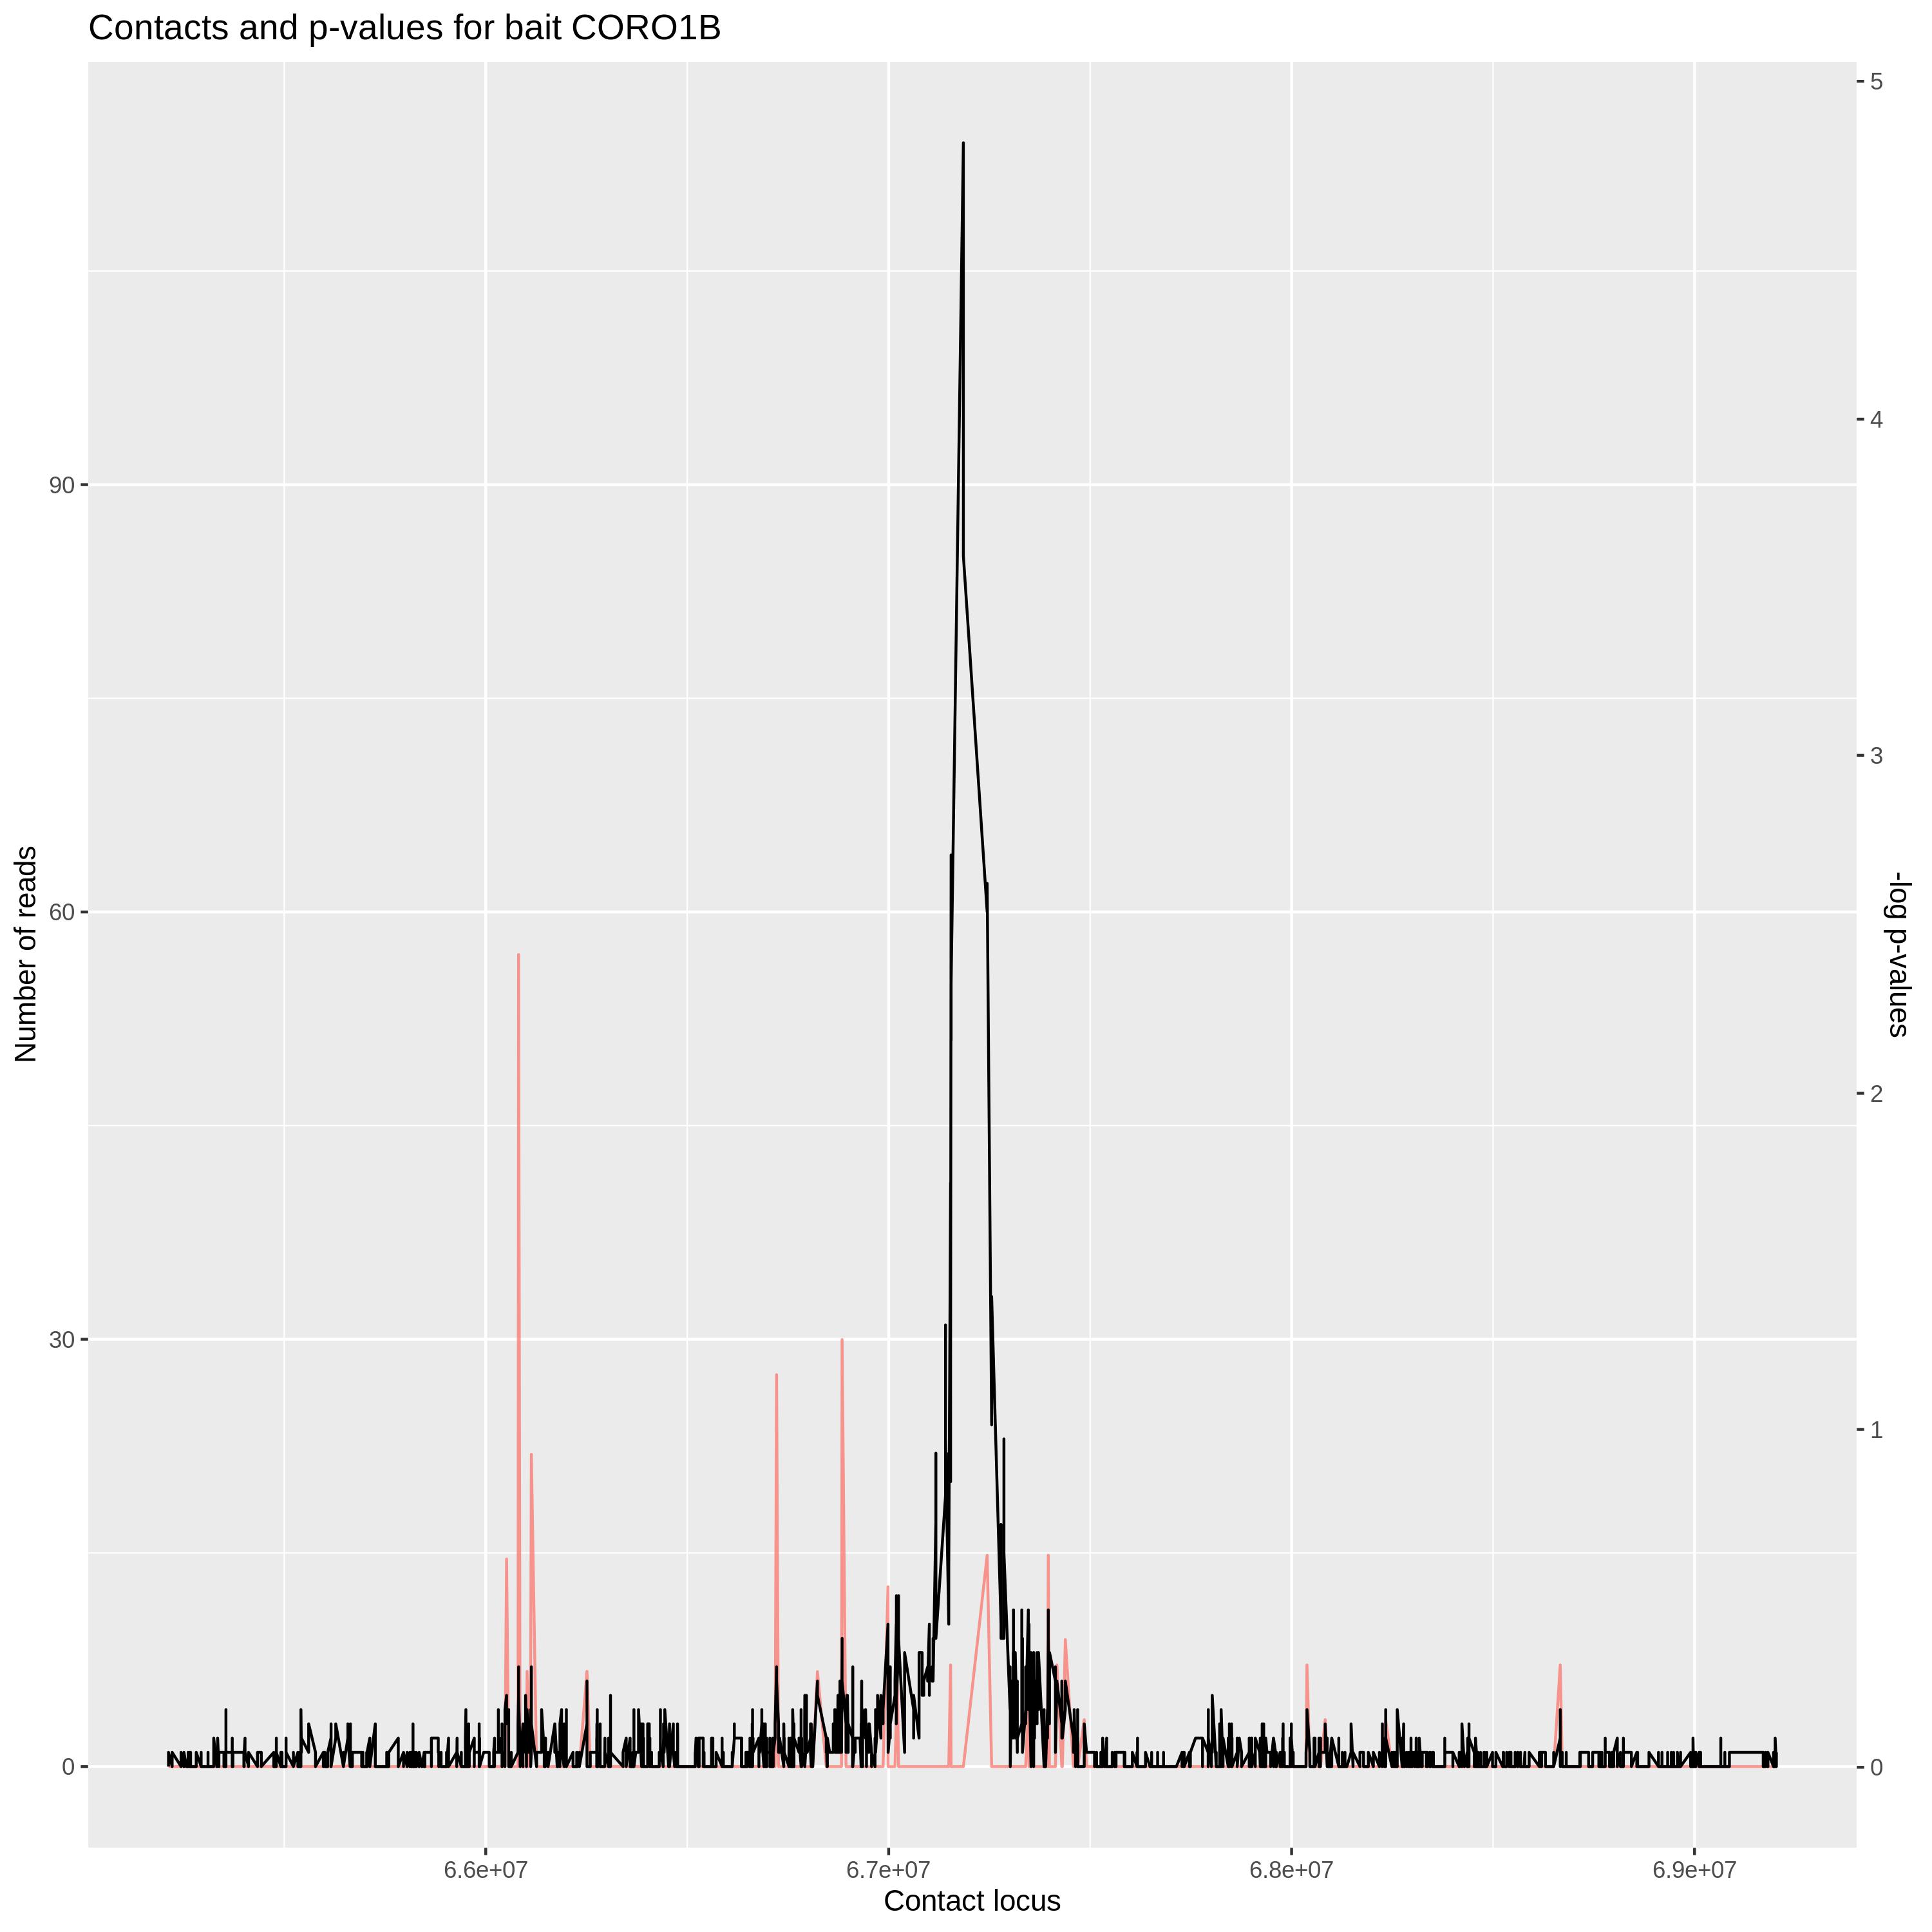 Contacts and p-values for bait CORO1B
5
4
90
3
60
Number of reads
-log p-values
2
30
1
0
0
6.6e+07
6.7e+07
6.8e+07
6.9e+07
Contact locus